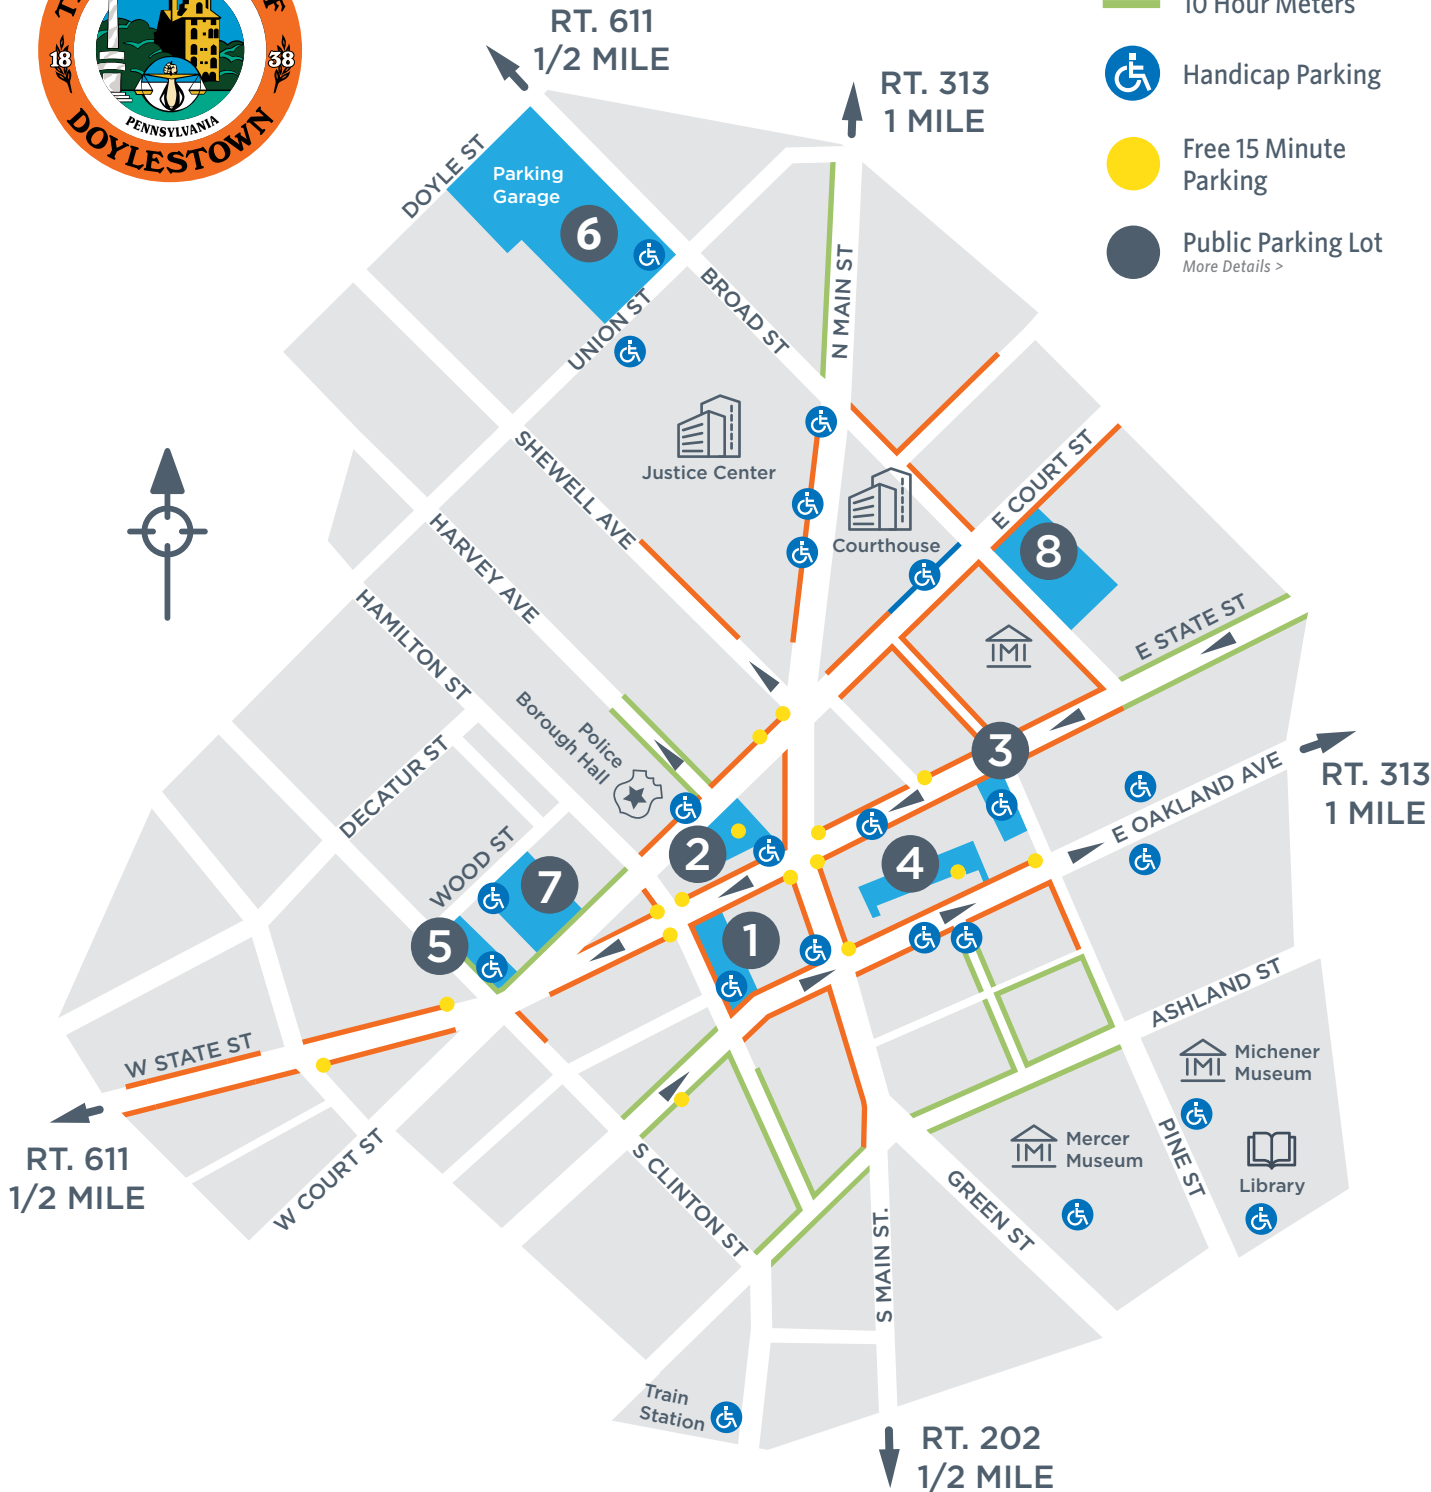 18
38
PENNSYLVANIA
DOYLESTOWN
RT. 611
1/2 MILE
RT. 313
1 MILE
10 Hour Meters
Handicap Parking
Free 15 Minute
Parking
Public Parking Lot
More Details >
DOYLE ST
Parking
Garage
6
UNION ST
BROAD ST
N MAIN ST
Justice Center
Courthouse
E COURT ST
8
SHEWELL AVE
HARVEY AVE
HAMILTON ST
E STATE ST
Police
Borough Hall
3
RT. 313
1 MILE
E OAKLAND AVE
DECATUR ST
WOOD ST
2
4
7
5
1
W STATE ST
ASHLAND ST
Michener
Museum
Mercer
Museum
PINE ST
Library
RT. 611
1/2 MILE
W COURT ST
S CLINTON ST
GREEN ST
S MAIN ST.
Train
Station
RT. 202
1/2 MILE